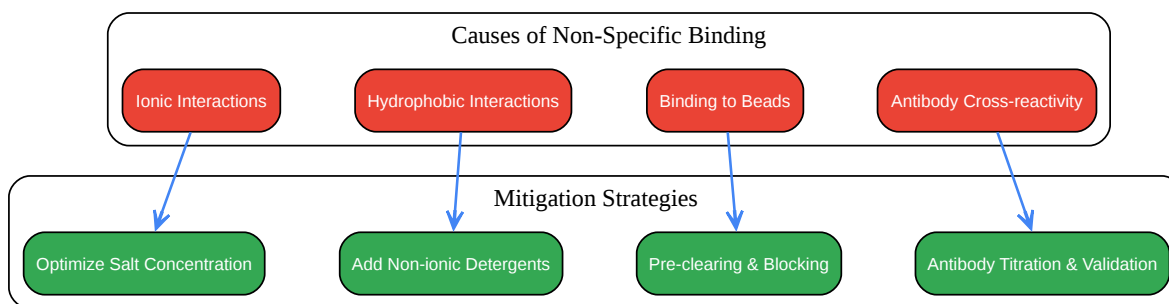 Causes of Non-Specific Binding
Ionic Interactions
Hydrophobic Interactions
Binding to Beads
Antibody Cross-reactivity
Mitigation Strategies
Optimize Salt Concentration
Add Non-ionic Detergents
Pre-clearing & Blocking
Antibody Titration & Validation